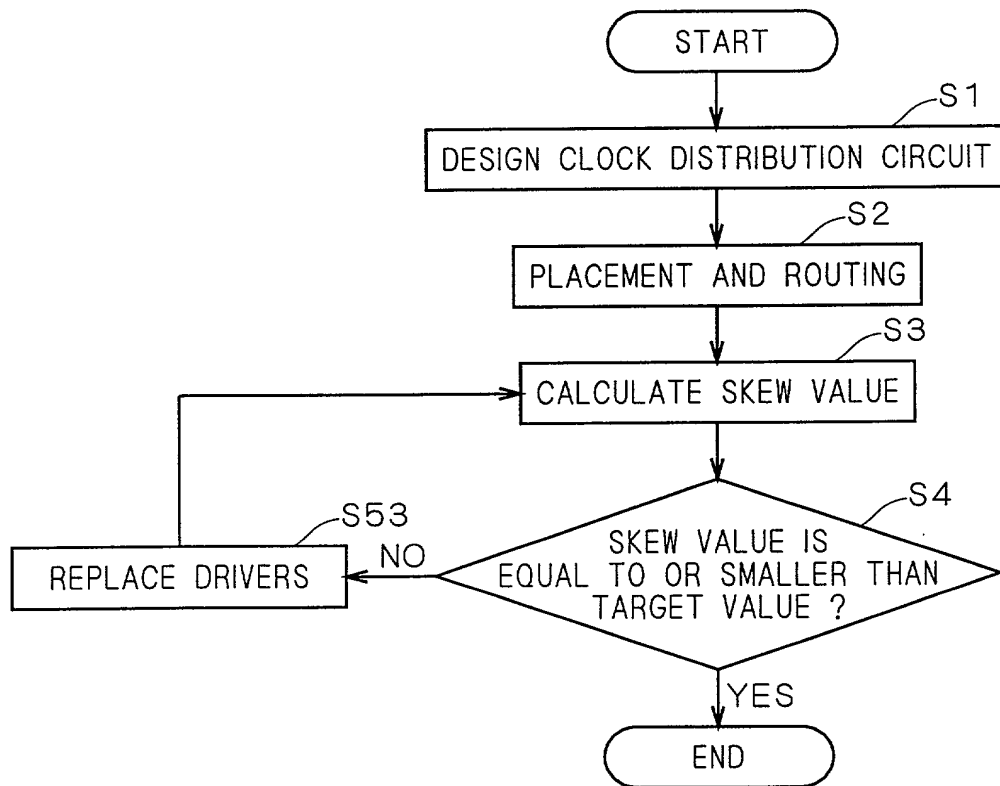 START
S1
DESIGN CLOCK DISTRIBUTION CIRCUIT
S2
PLACEMENT AND ROUTING
S3
CALCULATE SKEW VALUE
S4
SKEW VALUE IS
EQUAL TO OR SMALLER THAN
TARGET VALUE ?
NO
S53
REPLACE DRIVERS
YES
END